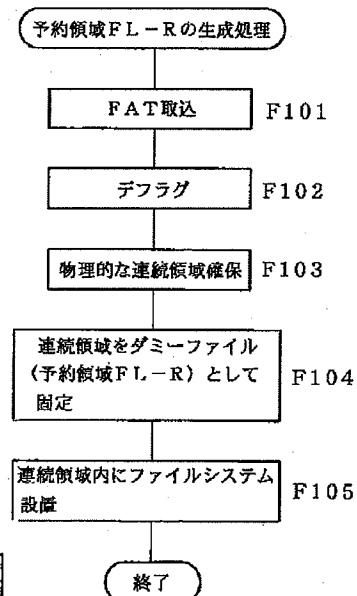 予約領域FL-Rの生成処理
FAT取込
F101
デフラグ
F102
物理的な連続領域確保
F103
連続領域をダミーファイル
(予約領域FL-R)として
固定
F104
連続領域内にファイルシステム
設置
F105
終了